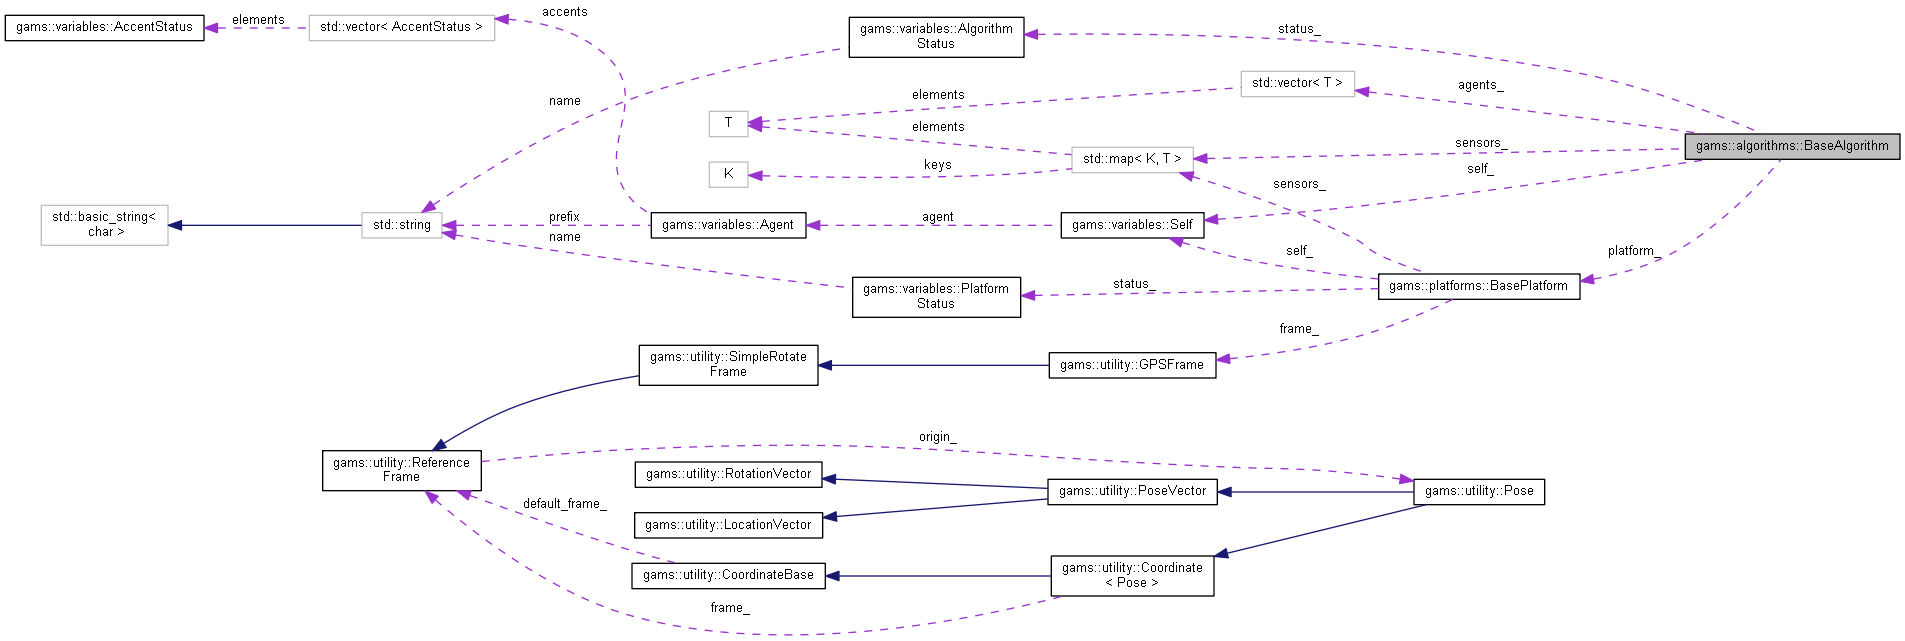 accents
gams::variables::AccentStatus
elements
std::vector< AccentStatus >
gams::variables::Algorithm
Status
status_
std::vector< T >
agents_
elements
name
T
elements
std::map< K, T >
sensors_
gams::algorithms::BaseAlgorithm
K
keys
self_
sensors_
std::basic_string<
char >
std::string
prefix
gams::variables::Agent
agent
gams::variables::Self
name
self_
platform_
gams::variables::Platform
Status
status_
gams::platforms::BasePlatform
frame_
gams::utility::SimpleRotate
Frame
gams::utility::GPSFrame
origin_
gams::utility::Reference
Frame
gams::utility::RotationVector
gams::utility::PoseVector
gams::utility::Pose
default_frame_
gams::utility::LocationVector
gams::utility::CoordinateBase
gams::utility::Coordinate
< Pose >
frame_